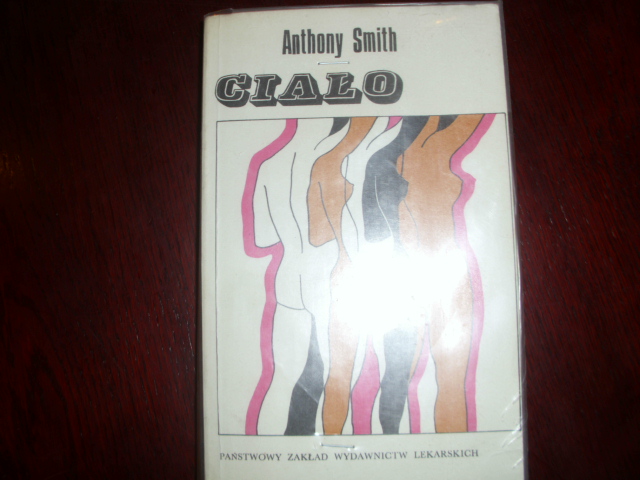 Anthony Smith
CIAŁO
PAŃSTWOWY ZAKŁAD WYDAWNICTW LEKARSKICH